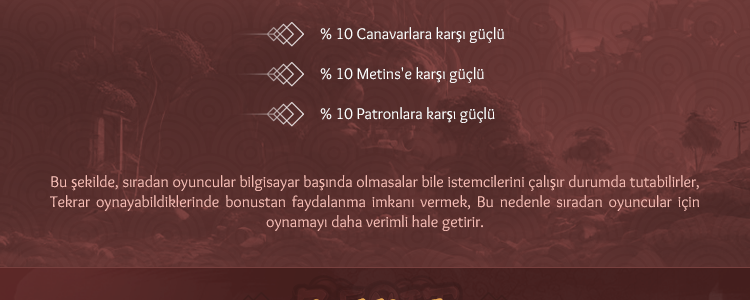 % 10 Canavarlara karşı güçlü
% 10 Metins'e karşı güçlü
% 10 Patronlara karşı güçlü
Bu şekilde, sıradan oyuncular bilgisayar başında olmasalar bile istemcilerini çalışır durumda tutabilirler,
Tekrar oynayabildiklerinde bonustan faydalanma imkanı vermek, Bu nedenle sıradan oyuncular için
oynamayı daha verimli hale getirir.